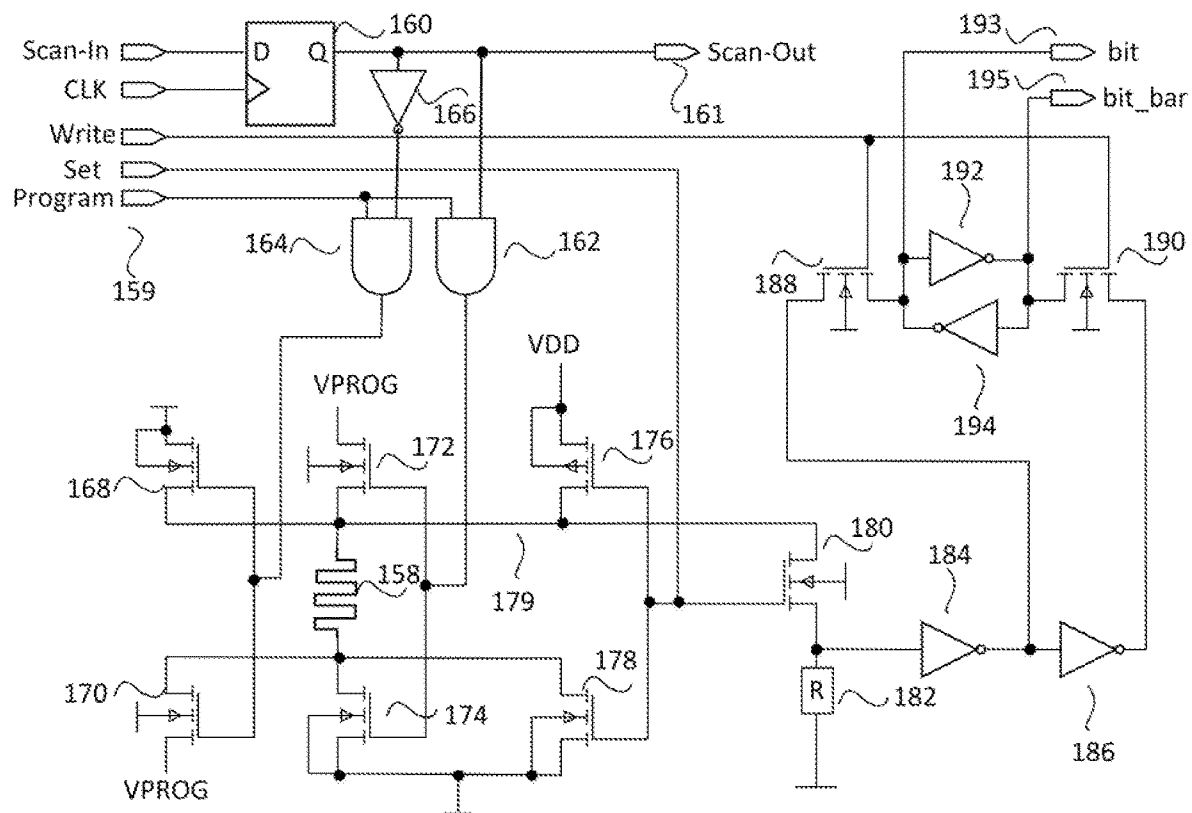 160
Scan-In
D
Q
Scan-Out
193
bit
CLK
166
161
195
bit_bar
Write
Set
Program
192
164
162
188
190
159
VDD
VPROG
194
168
172
176
180
158
179
184
170
174
178
R
182
VPROG
186